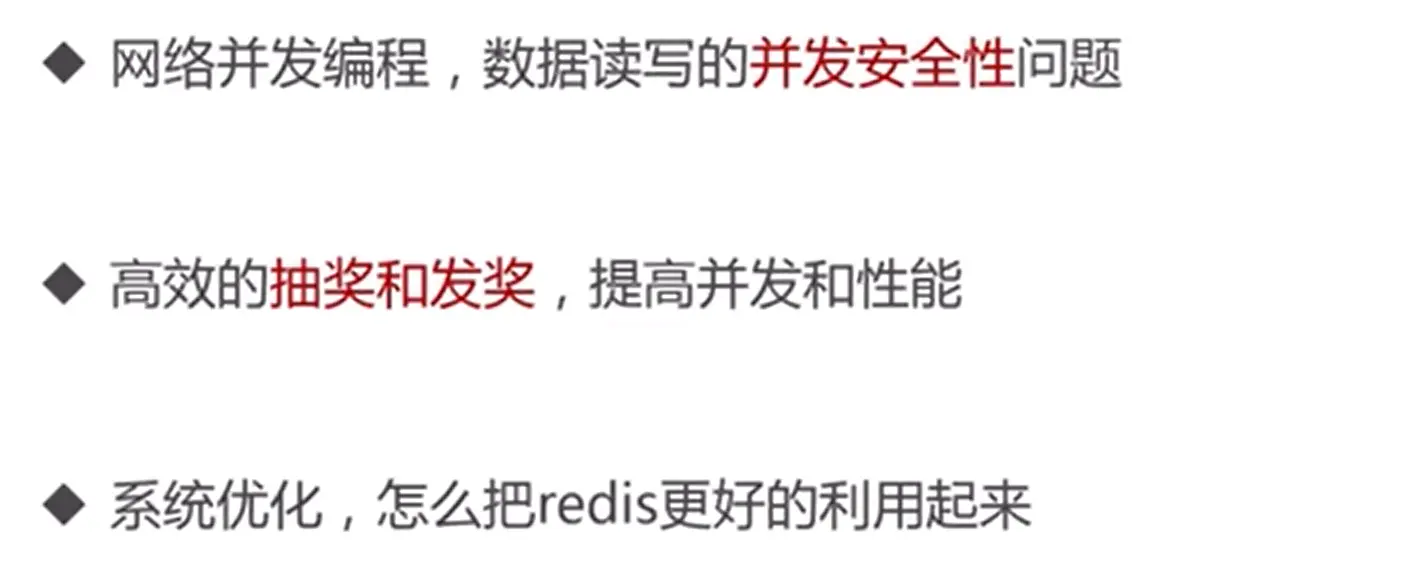 ◆ 网络并发编程，数据读写的并发安全性问题
◆ 高效的抽奖和发奖，提高并发和性能
◆ 系统优化，怎么把redis更好的利用起来